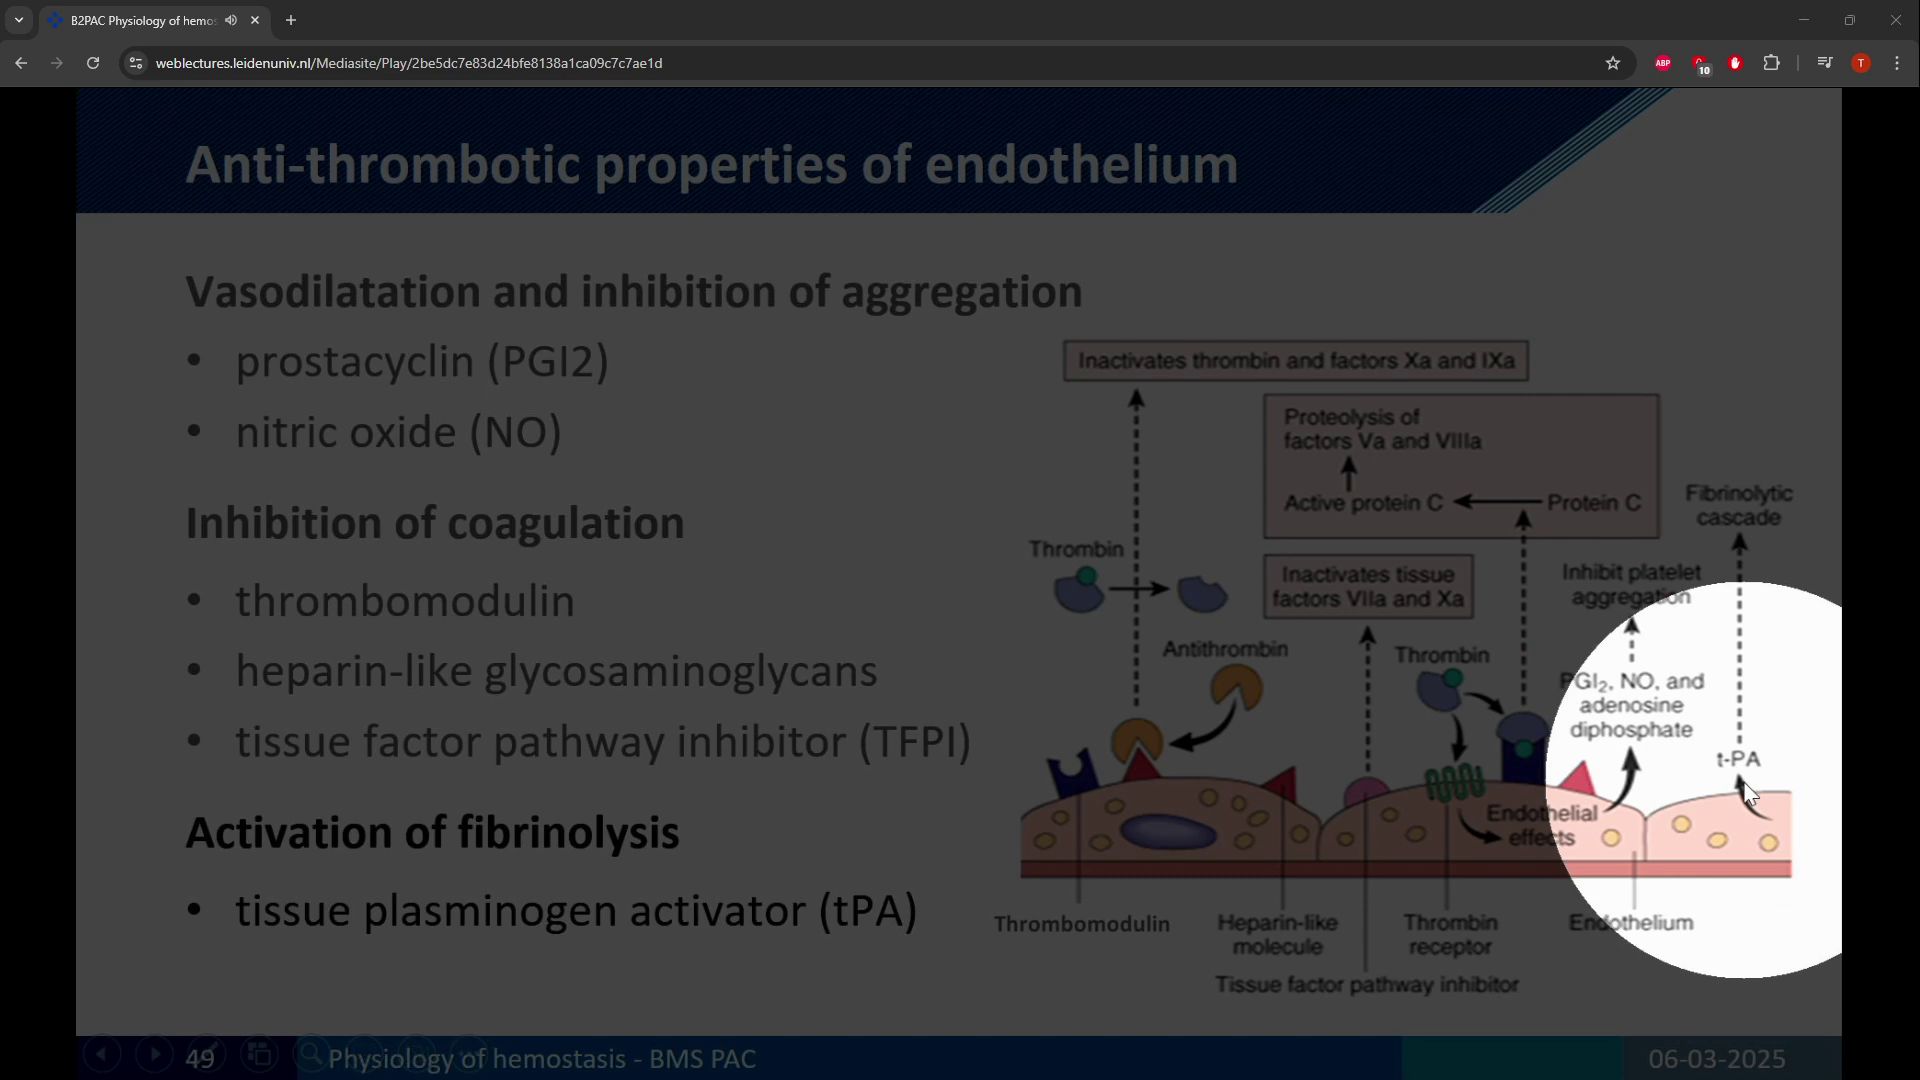 B2PAC Physiology of hemos
weblectures.leidenuniv.nl/Mediasite/Play/2be5dc7e83d24bfe8138a1ca09c7c7ae1d
ABP
10
T
Anti-thrombotic properties of endothelium
Vasodilatation and inhibition of aggregation
• prostacyclin (PGI2)
• nitric oxide (NO)
Inhibition of coagulation
• thrombomodulin
• heparin-like glycosaminoglycans
• tissue factor pathway inhibitor (TFPI)
Activation of fibrinolysis
• tissue plasminogen activator (tPA)
Inactivates thrombin and factors Xa and IXa
Proteolysis of
factors Va and VIIIa
Active protein C
Protein C
Fibrinolytic
cascade
Thrombin
Inactivates tissue
factors VIIa and Xa
Inhibit platelet
aggregation
Antithrombin
Thrombin
PGI₂, NO, and
adenosine
diphosphate
t-PA
Endothelial
effects
Thrombomodulin
Heparin-like
molecule
Thrombin
receptor
Endothelium
Tissue factor pathway inhibitor
49
Physiology of hemostasis - BMS PAC
06-03-2025